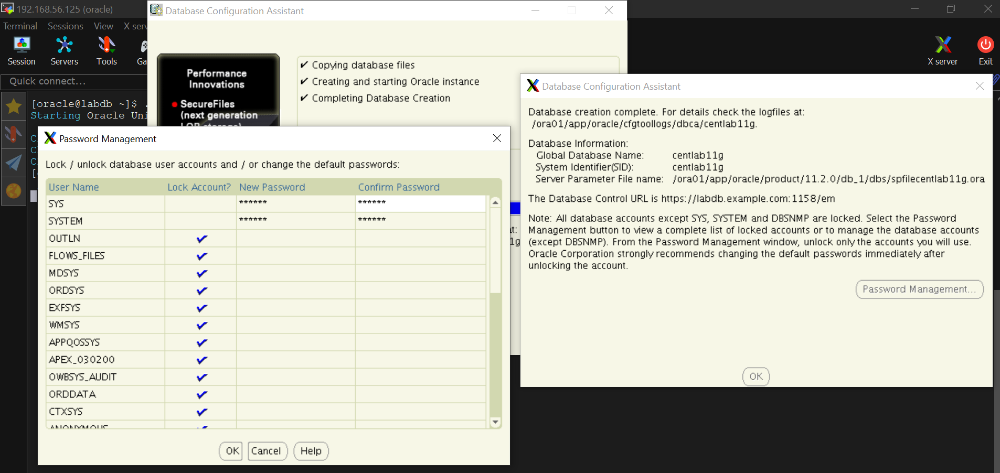 192.168.56.125 (oracle)
Terminal Sessions View X serv
Session Servers Tools Ga
X server Exit
Quick connect...
[oracle@labdb ~]$ .
Starting Oracle Uni
Database Configuration Assistant
Performance
Innovations
SecureFiles
(next generation
LOB storage)
Copying database files
Creating and starting Oracle instance
Completing Database Creation
Password Management
Lock / unlock database user accounts and / or change the default passwords:
User Name Lock Account? New Password Confirm Password
SYS ****** ******
SYSTEM ****** ******
OUTLN
FLOWS_FILES
MDSYS
ORDSYS
EXFSYS
WMSYS
APPQOSSYS
APEX_030200
OWBSYS_AUDIT
ORDDATA
CTXSYS
ANONYMOUS
OK Cancel Help
Database Configuration Assistant
Database creation complete. For details check the logfiles at:
/ora01/app/oracle/cfgtoollogs/dbca/centlab11g.
Database Information:
Global Database Name: centlab11g
System Identifier(SID): centlab11g
Server Parameter File name: /ora01/app/oracle/product/11.2.0/db_1/dbs/spfilecentlab11g.ora
The Database Control URL is https://labdb.example.com:1158/em
Note: All database accounts except SYS, SYSTEM and DBSNMP are locked. Select the Password
Management button to view a complete list of locked accounts or to manage the database accounts
(except DBSNMP). From the Password Management window, unlock only the accounts you will use.
Oracle Corporation strongly recommends changing the default passwords immediately after
unlocking the account.
Password Management...
OK